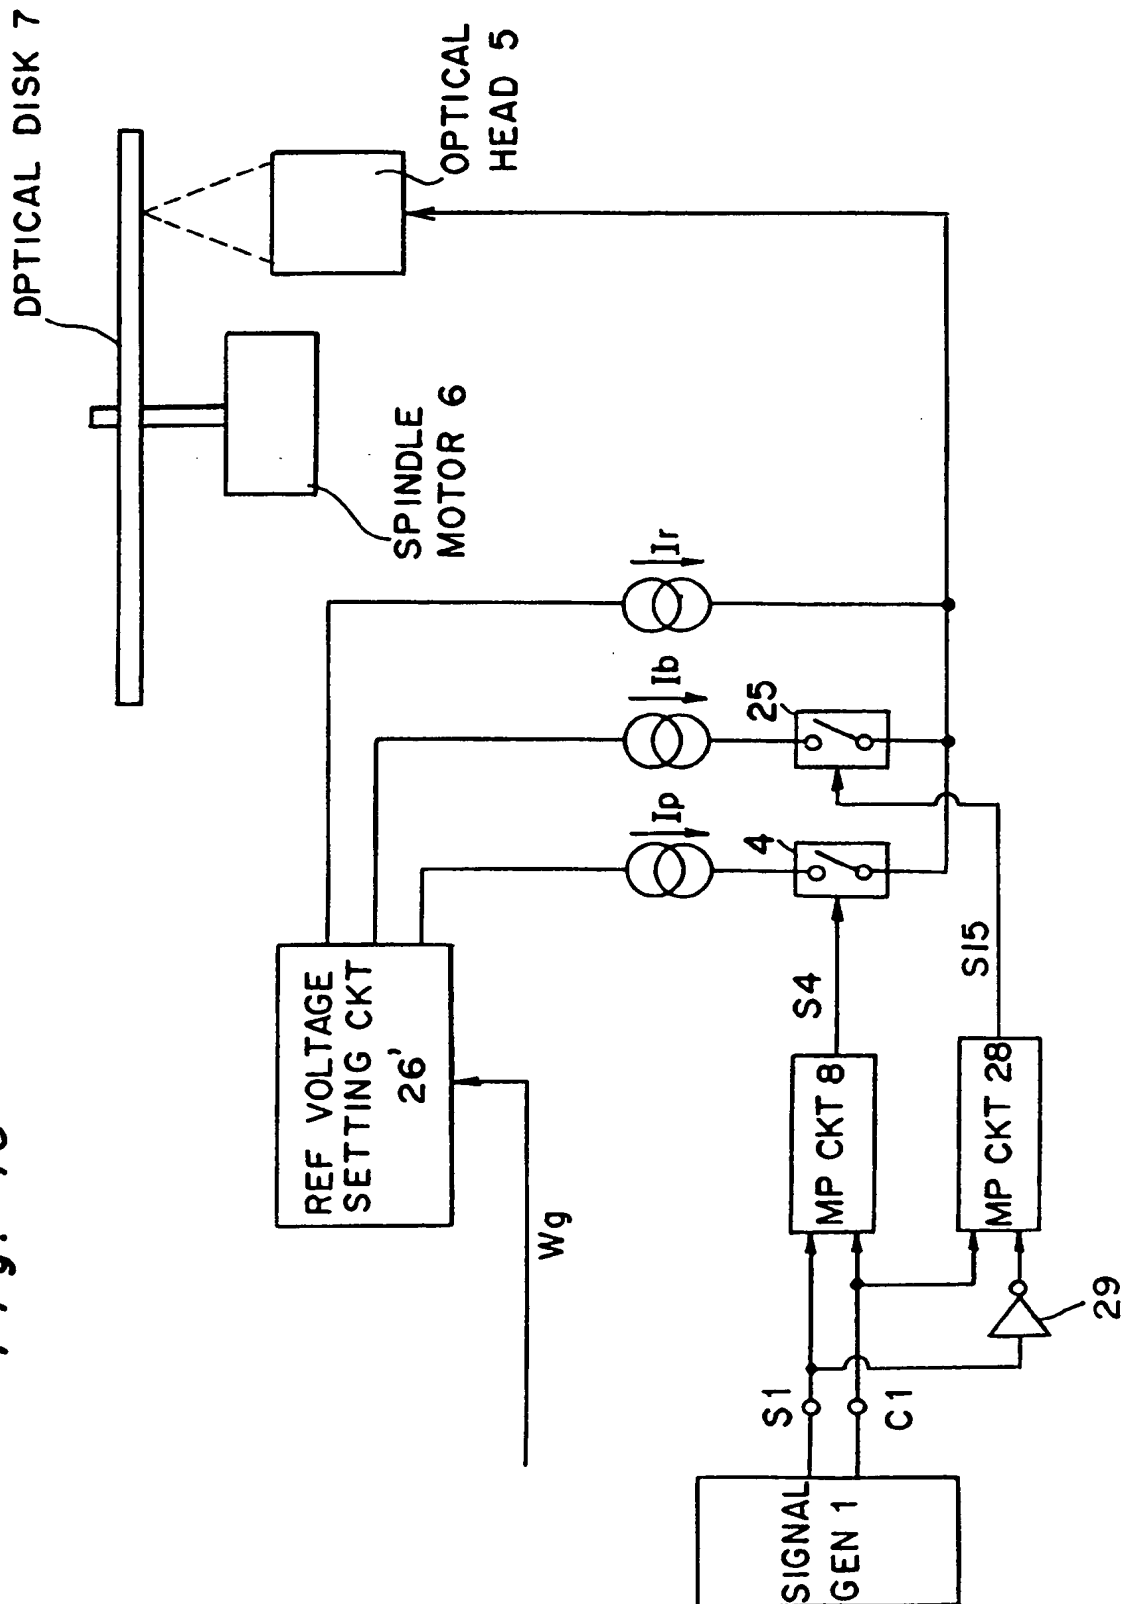 DPTICAL DISK 7
OPTICAL
HEAD 5
SPINDLE
MOTOR 6
Ir
Ib
Ip
25
4
REF VOLTAGE
SETTING CKT
26'
Wg
S4
S15
MP CKT 8
MP CKT 28
29
S1
C1
SIGNAL
GEN 1